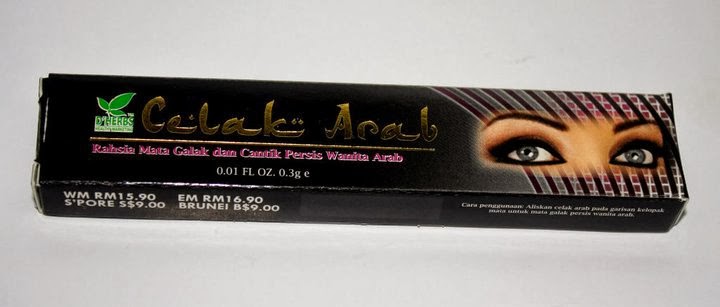 D'HERBS
HEALTH & MARKETING
Celak Arab
Rahsia Mata Galak dan Cantik Persis Wanita Arab
0.01 FL OZ. 0.3g e
WM RM15.90 EM RM16.90
S'PORE S$9.00 BRUNEI B$9.00
Cara penggunaan: Aliskan celak arab pada garisan kelopak
mata untuk mata galak persis wanita arab.